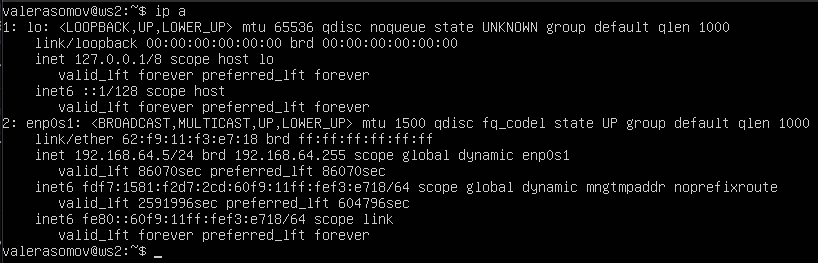 valerasomov@ws2:~$ ip a
1: lo: <LOOPBACK,UP,LOWER_UP> mtu 65536 qdisc noqueue state UNKNOWN group default qlen 1000
    link/loopback 00:00:00:00:00:00 brd 00:00:00:00:00:00
    inet 127.0.0.1/8 scope host lo
       valid_lft forever preferred_lft forever
    inet6 ::1/128 scope host
       valid_lft forever preferred_lft forever
2: enp0s1: <BROADCAST,MULTICAST,UP,LOWER_UP> mtu 1500 qdisc fq_codel state UP group default qlen 1000
    link/ether 62:f9:11:f3:e7:18 brd ff:ff:ff:ff:ff:ff
    inet 192.168.64.5/24 brd 192.168.64.255 scope global dynamic enp0s1
       valid_lft 86070sec preferred_lft 86070sec
    inet6 fdf7:1581:f2d7:2cd:60f9:11ff:fef3:e718/64 scope global dynamic mngtmpaddr noprefixroute
       valid_lft 2591996sec preferred_lft 604796sec
    inet6 fe80::60f9:11ff:fef3:e718/64 scope link
       valid_lft forever preferred_lft forever
valerasomov@ws2:~$ _